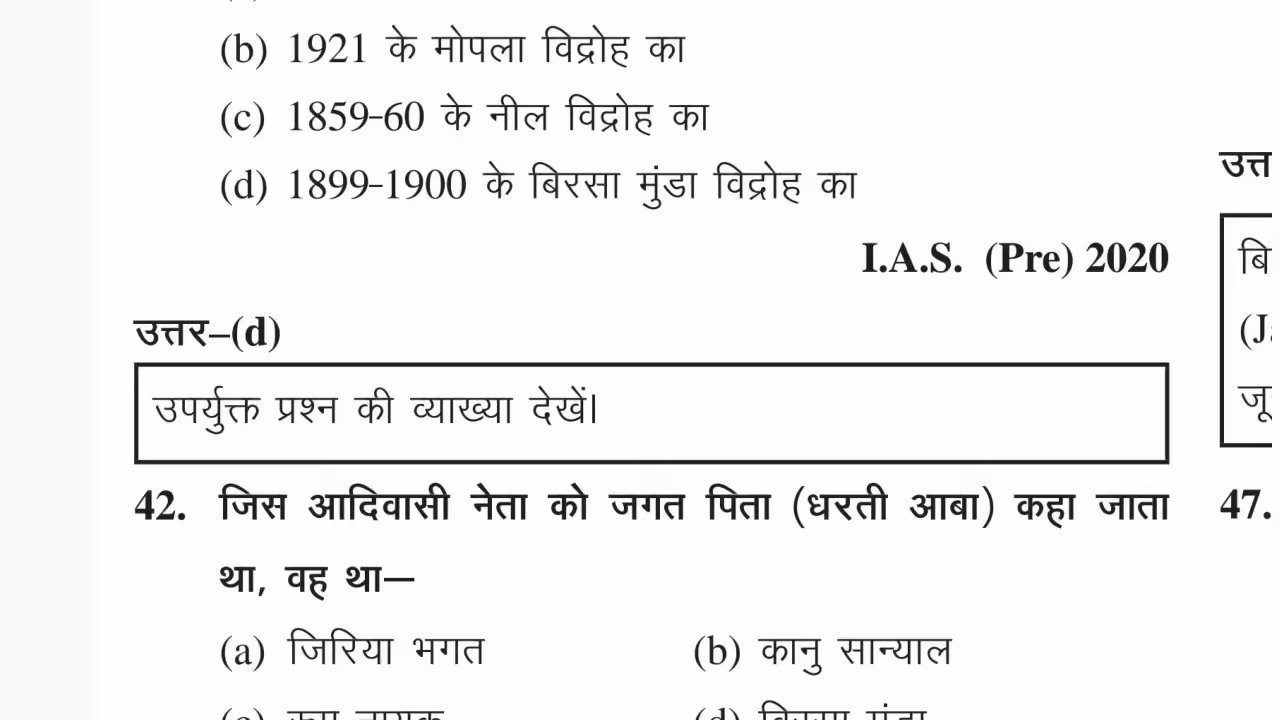 (b) 1921 के मोपला विद्रोह का
(c) 1859-60 के नील विद्रोह का
(d) 1899-1900 के बिरसा मुंडा विद्रोह का
I.A.S. (Pre) 2020
उत्तर–(d)
उपर्युक्त प्रश्न की व्याख्या देखें।
42. जिस आदिवासी नेता को जगत पिता (धरती आबा) कहा जाता
था, वह था—
(a) जिरिया भगत (b) कानु सान्याल
47.